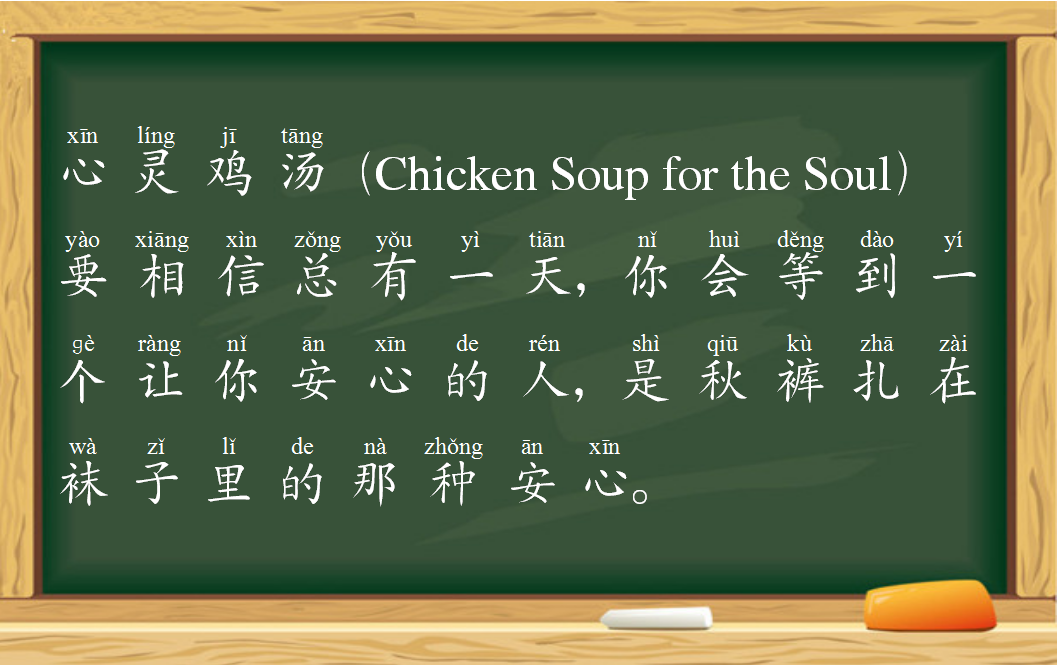 xīn líng jī tāng
心灵鸡汤（Chicken Soup for the Soul）
yào xiāng xìn zǒng yǒu yì tiān nǐ huì děng dào yí
要相信总有一天，你会等到一
gè ràng nǐ ān xīn de rén shì qiū kù zhā zài
个让你安心的人，是秋裤扎在
wà zǐ lǐ de nà zhǒng ān xīn
袜子里的那种安心。